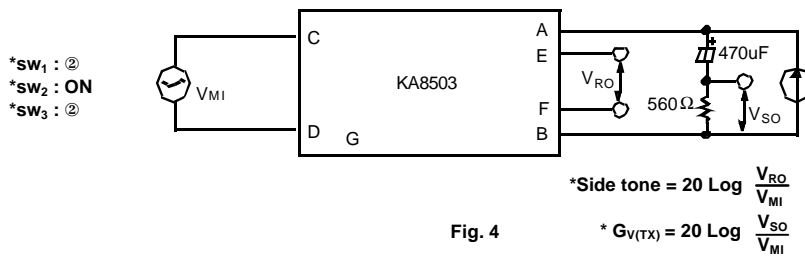 *sw₁ : ②
*sw₂ : ON
*sw₃ : ②
VMI
C
D
G
KA8503
A
E
F
B
VRO
470uF
560Ω
VSO
*Side tone = 20 Log VRO / VMI
Fig. 4
* GV(TX) = 20 Log VSO / VMI